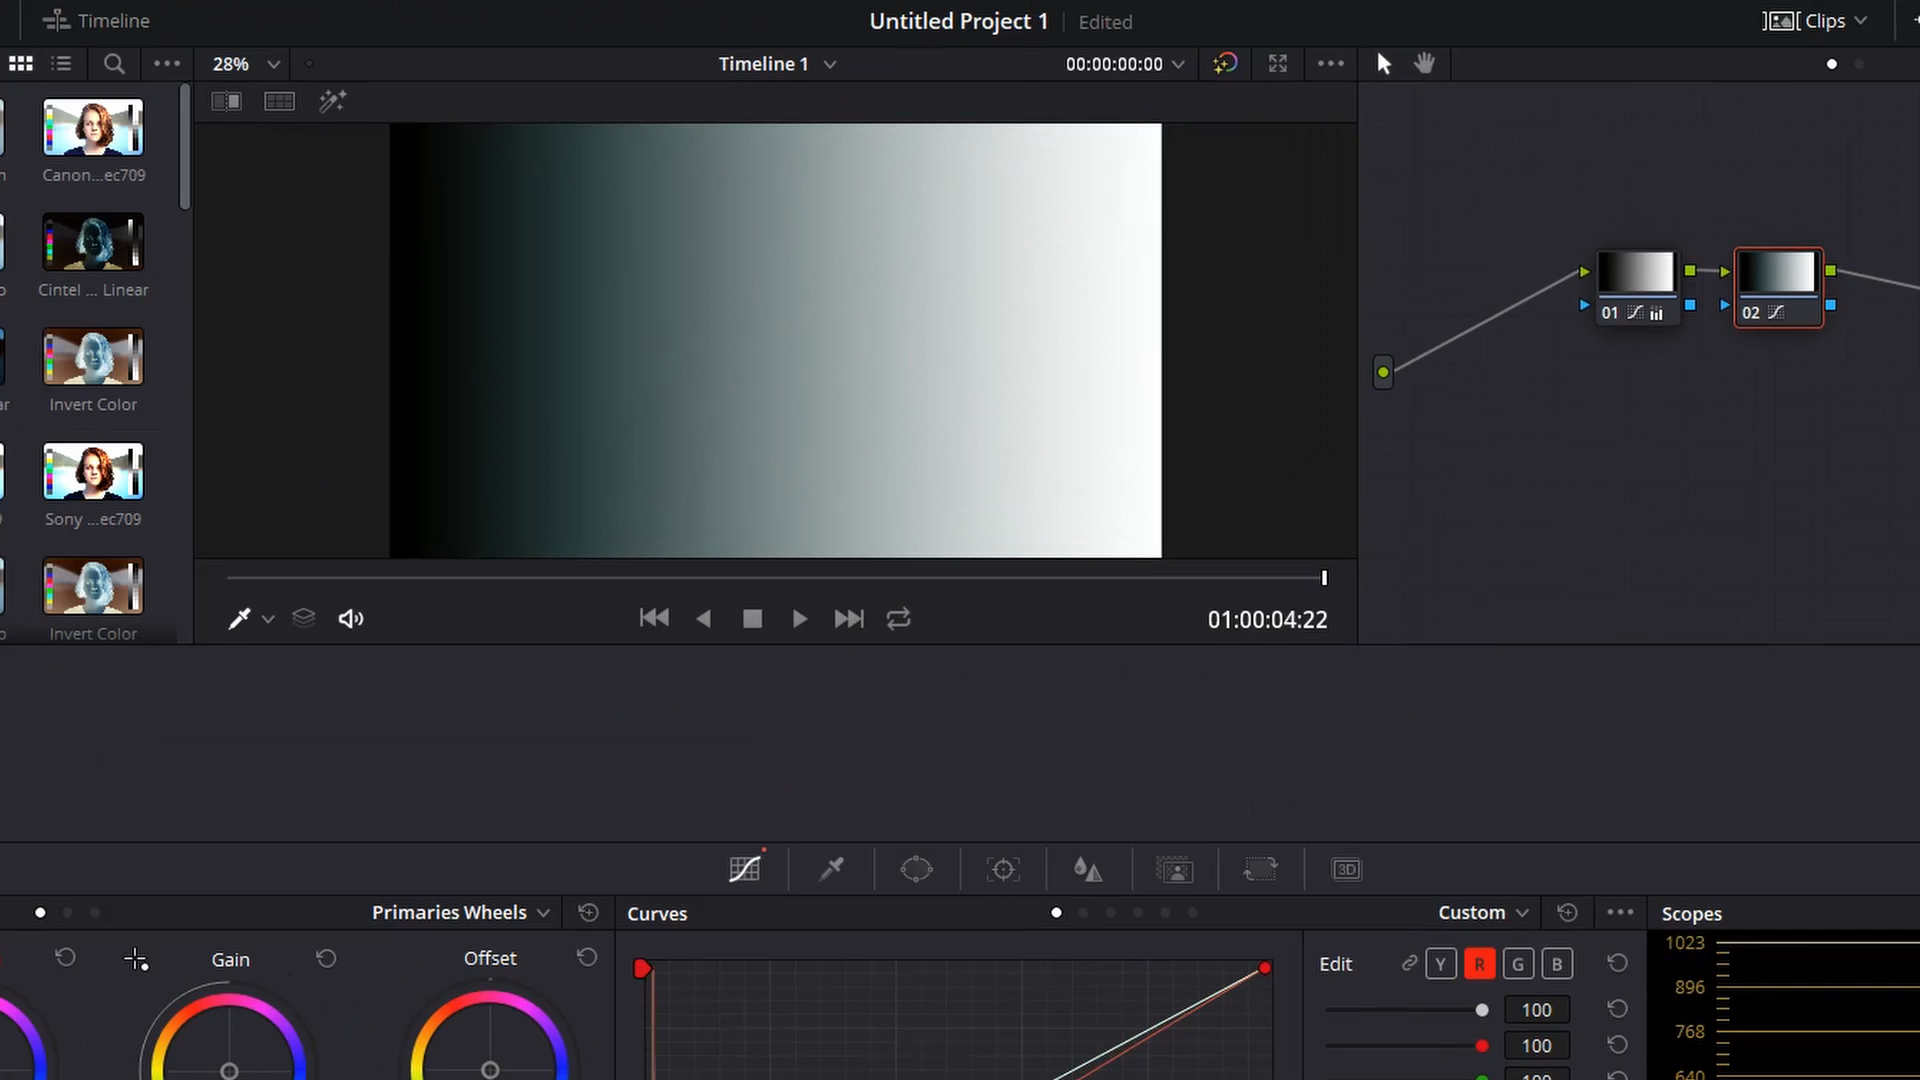 Timeline
Untitled Project 1
Edited
Clips
28%
Timeline 1
00:00:00:00
Canon...ec709
Cintel ... Linear
Invert Color
Sony ...ec709
Invert Color
01
02
01:00:04:22
3D
Primaries Wheels
Curves
Custom
Scopes
Gain
Offset
Edit
Y
R
G
B
100
100
1023
896
768
640